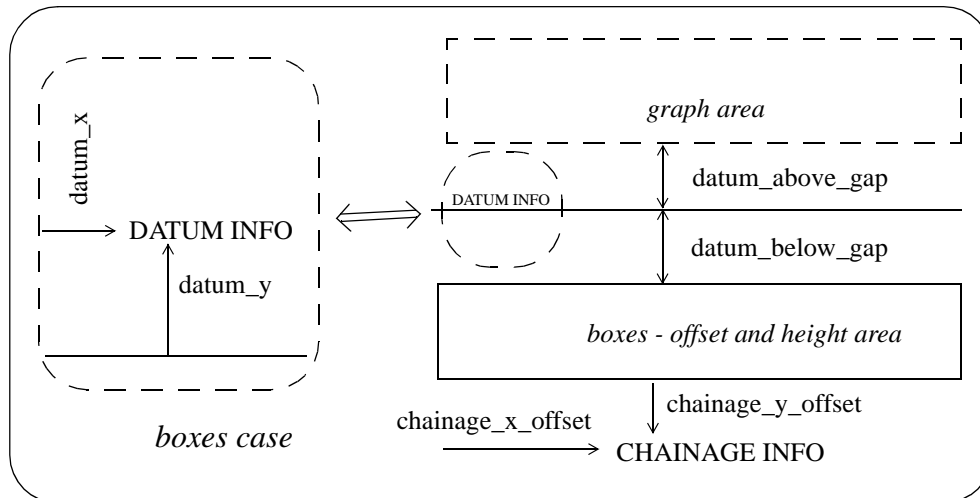 datum_x
DATUM INFO
datum_y
boxes case
graph area
datum_above_gap
DATUM INFO
datum_below_gap
boxes - offset and height area
chainage_x_offset
chainage_y_offset
CHAINAGE INFO